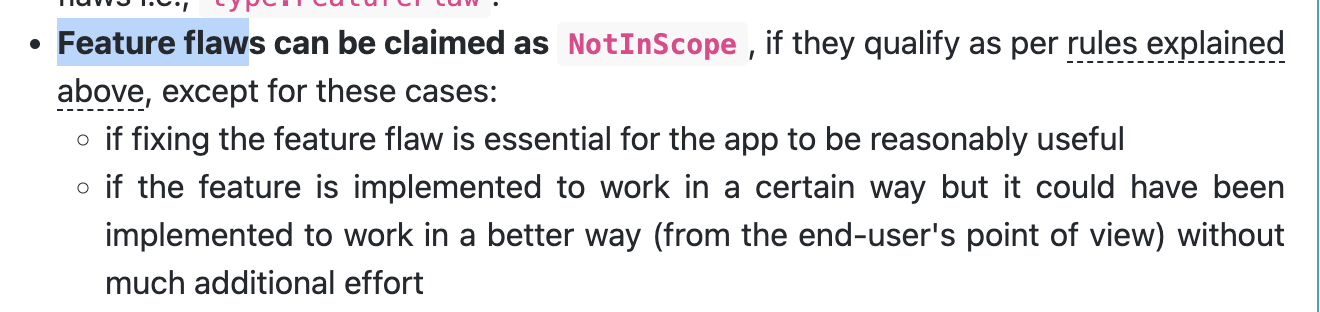 flaws i.e., type.FeatureFlaw .
• Feature flaws can be claimed as NotInScope , if they qualify as per rules explained
above, except for these cases:
○ if fixing the feature flaw is essential for the app to be reasonably useful
○ if the feature is implemented to work in a certain way but it could have been
implemented to work in a better way (from the end-user's point of view) without
much additional effort